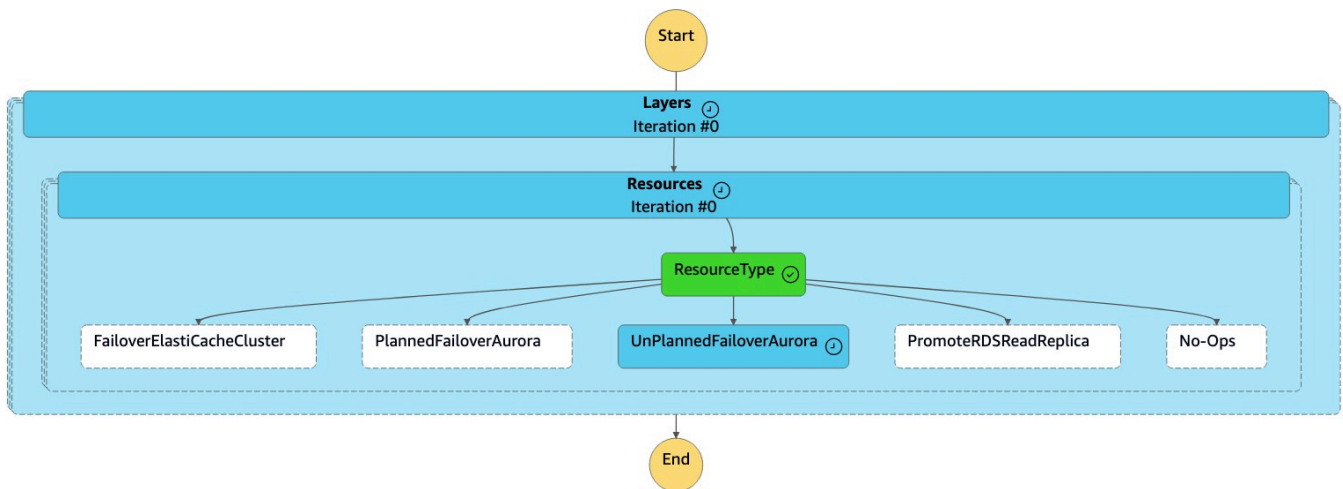 Start
Layers
Iteration #0
Resources
Iteration #0
ResourceType
FailoverElastiCacheCluster
PlannedFailoverAurora
UnPlannedFailoverAurora
PromoteRDSReadReplica
No-Ops
End